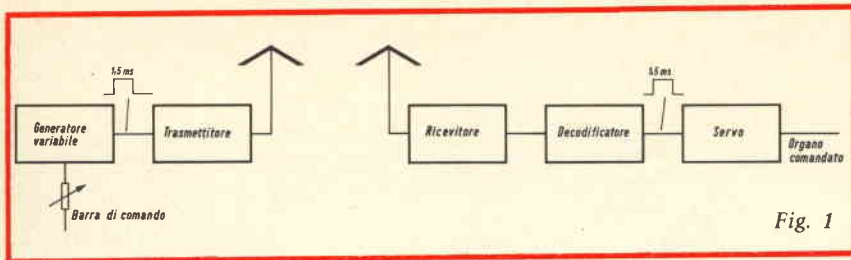 1,5 ms
Generatore
variabile
Trasmettitore
Barra di comando
Ricevitore
Decodificatore
1,5 ms
Servo
Organo
comandato
Fig. 1